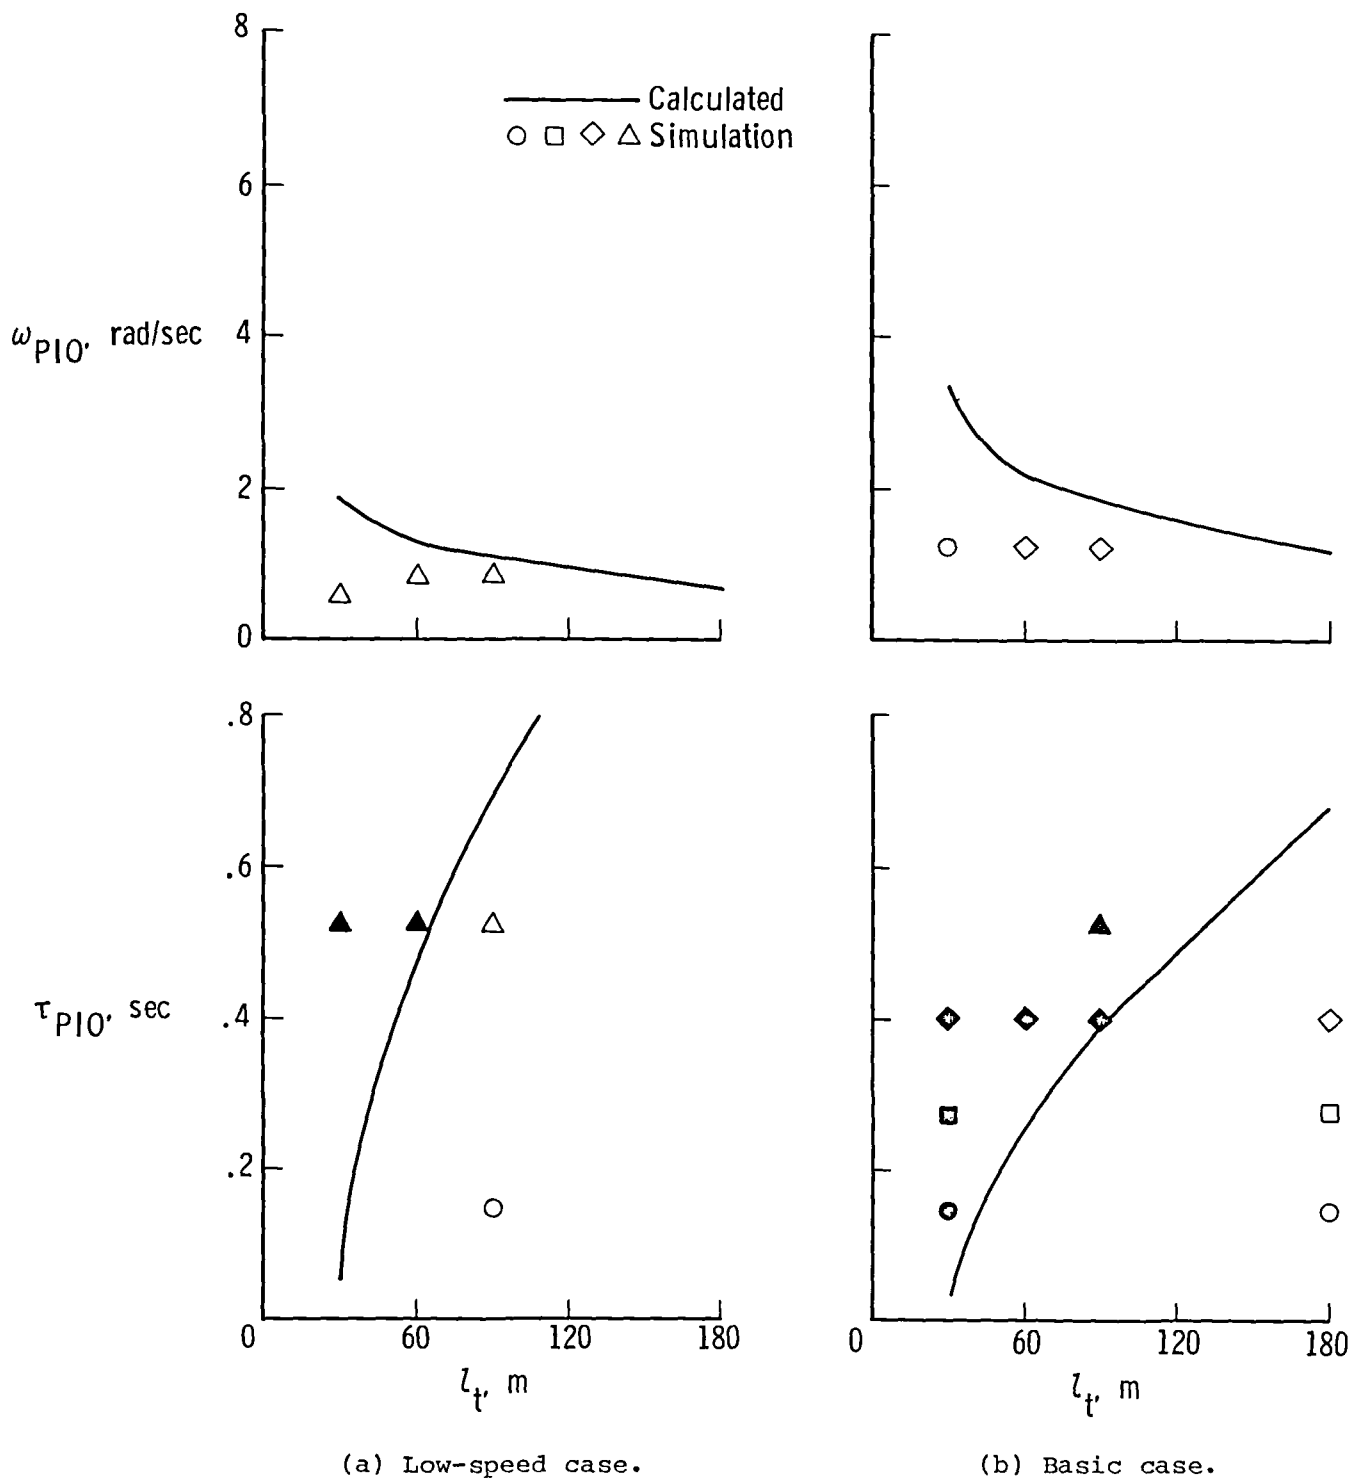 8
Calculated
Simulation
6
ω_PIO, rad/sec 4
2
0
.8
.6
τ_PIO, sec .4
.2
0 60 120 180 0 60 120 180
l_t, m l_t, m
(a) Low-speed case. (b) Basic case.